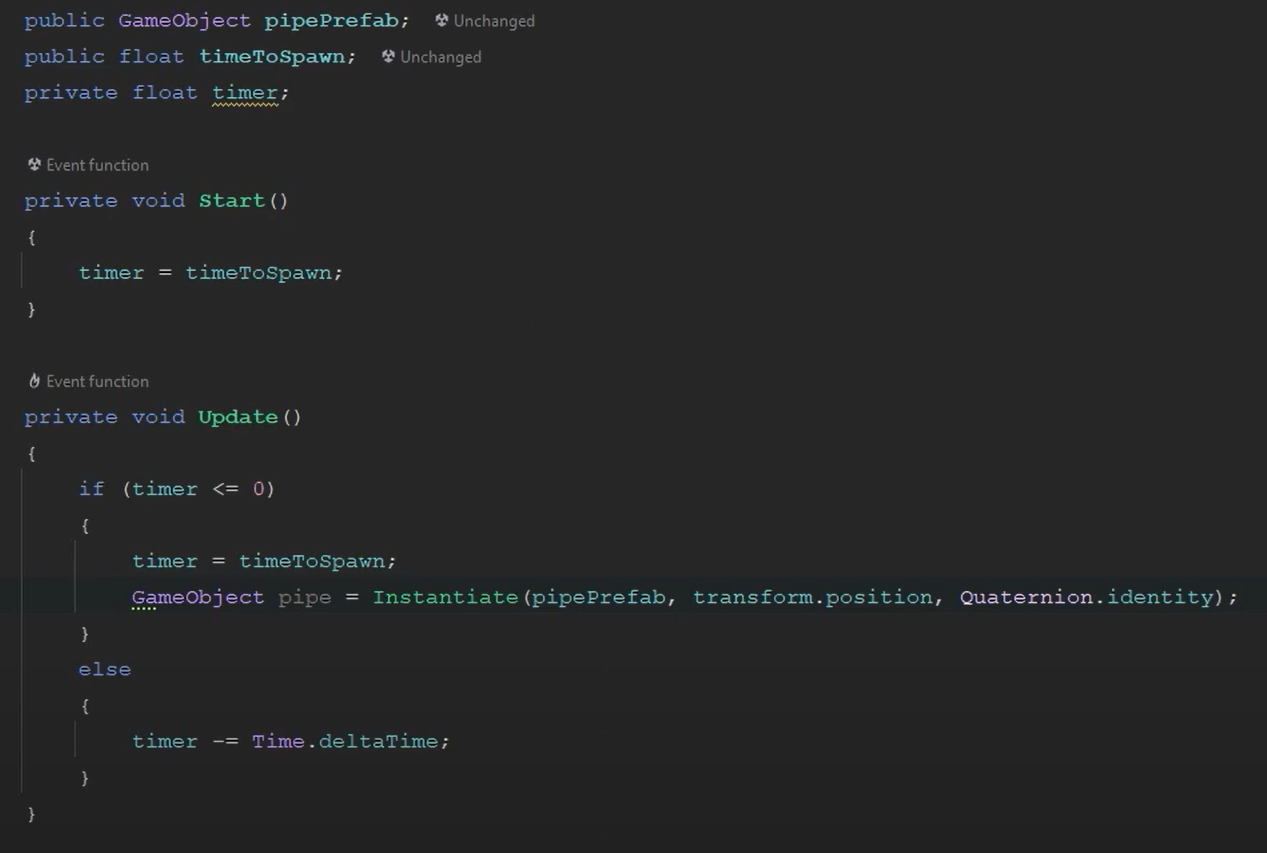 public GameObject pipePrefab; Unchanged
public float timeToSpawn; Unchanged
private float timer;
Event function
private void Start()
{
timer = timeToSpawn;
}
Event function
private void Update()
{
if (timer <= 0)
{
timer = timeToSpawn;
GameObject pipe = Instantiate(pipePrefab, transform.position, Quaternion.identity);
}
else
{
timer -= Time.deltaTime;
}
}